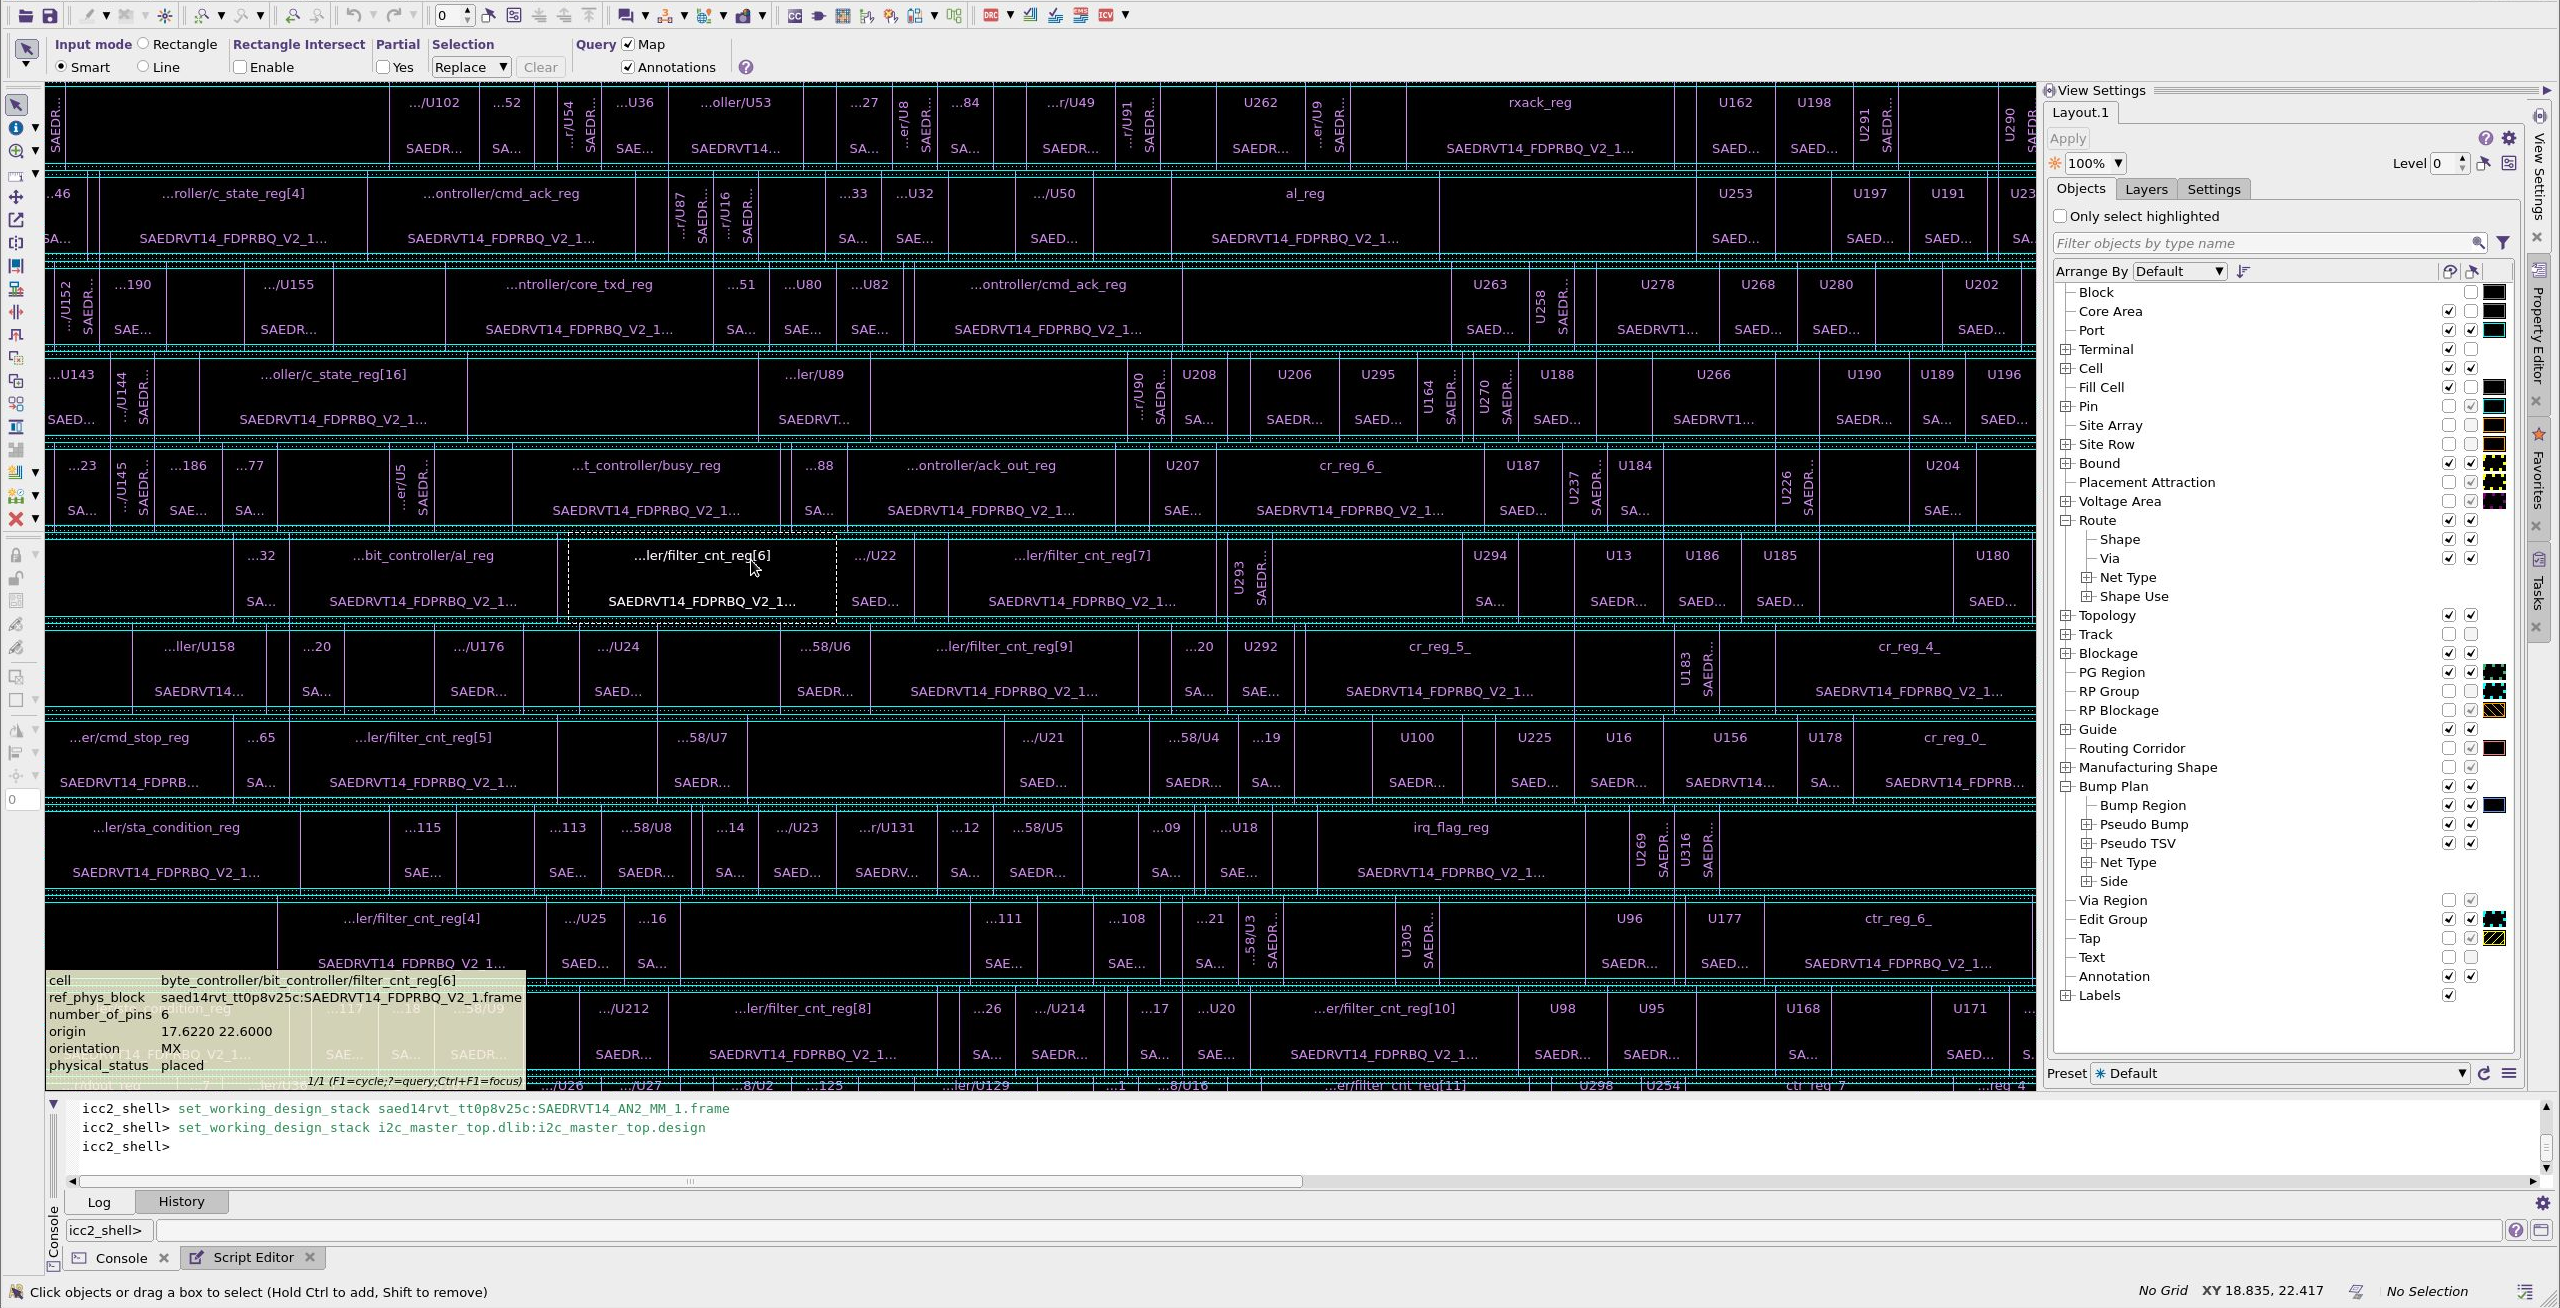 0
Input mode Rectangle Rectangle Intersect Partial Selection Query Map
Smart Line Enable Yes Replace Clear Annotations
.../U102 ...52 ...r/U54 SAEDR... ...U36 ...oller/U53 ...27 ...er/U8 SAEDR... ...84 ...r/U49 ...r/U91 SAEDR... U262 ...er/U9 SAEDR... rxack_reg U162 U198 U291 SAEDR... U290
SAEDR... SAEDR... SA... SAE... SAEDRVT14... SA... SA... SAEDR... SAEDR... SAEDRVT14_FDPRBQ_V2_1... SAED... SAED...
...46 ...roller/c_state_reg[4] ...ontroller/cmd_ack_reg ...r/U87 SAEDR... ...r/U16 SAEDR... ...33 ...U32 .../U50 al_reg U253 U197 U191 U23
SA... SAEDRVT14_FDPRBQ_V2_1... SAEDRVT14_FDPRBQ_V2_1... SA... SAE... SAED... SAEDRVT14_FDPRBQ_V2_1... SAED... SAED... SAED... SA...
.../U152 SAEDR... ...190 .../U155 ...ntroller/core_txd_reg ...51 ...U80 ...U82 ...ontroller/cmd_ack_reg U263 U258 SAEDR... U278 U268 U280 U202
SAE... SAEDR... SAEDRVT14_FDPRBQ_V2_1... SA... SAE... SAE... SAEDRVT14_FDPRBQ_V2_1... SAED... SAEDRVT1... SAED... SAED... SAED...
...U143 .../U144 SAEDR... ...oller/c_state_reg[16] ...ler/U89 ...r/U90 SAEDR... U208 U206 U295 U164 SAEDR... U270 SAEDR... U188 U266 U190 U189 U196
SAED... SAEDRVT14_FDPRBQ_V2_1... SAEDRVT... SA... SAEDR... SAED... SAED... SAEDRVT1... SAEDR... SA... SAED...
...23 .../U145 SAEDR... ...186 ...77 ...er/U5 SAEDR... ...t_controller/busy_reg ...88 ...ontroller/ack_out_reg U207 cr_reg_6_ U187 U237 SAEDR... U184 U226 SAEDR... U204
SA... SAE... SA... SAEDRVT14_FDPRBQ_V2_1... SA... SAEDRVT14_FDPRBQ_V2_1... SAE... SAEDRVT14_FDPRBQ_V2_1... SAED... SA... SAE...
...32 ...bit_controller/al_reg ...ler/filter_cnt_reg[6] .../U22 ...ler/filter_cnt_reg[7] U293 SAEDR... U294 U13 U186 U185 U180
SA... SAEDRVT14_FDPRBQ_V2_1... SAEDRVT14_FDPRBQ_V2_1... SAED... SAEDRVT14_FDPRBQ_V2_1... SA... SAEDR... SAED... SAED... SAED...
...ller/U158 ...20 .../U176 .../U24 ...58/U6 ...ler/filter_cnt_reg[9] ...20 U292 cr_reg_5_ U183 SAEDR... cr_reg_4_
SAEDRVT14... SA... SAEDR... SAED... SAEDR... SAEDRVT14_FDPRBQ_V2_1... SA... SAE... SAEDRVT14_FDPRBQ_V2_1... SAEDRVT14_FDPRBQ_V2_1...
...er/cmd_stop_reg ...65 ...ler/filter_cnt_reg[5] ...58/U7 .../U21 ...58/U4 ...19 U100 U225 U16 U156 U178 cr_reg_0_
SAEDRVT14_FDPRB... SA... SAEDRVT14_FDPRBQ_V2_1... SAEDR... SAED... SAEDR... SA... SAEDR... SAED... SAEDR... SAEDRVT14... SA... SAEDRVT14_FDPRB...
...ler/sta_condition_reg ...115 ...113 ...58/U8 ...14 .../U23 ...r/U131 ...12 ...58/U5 ...09 ...U18 irq_flag_reg U269 SAEDR... U316 SAEDR...
SAEDRVT14_FDPRBQ_V2_1... SAE... SAE... SAEDR... SA... SAED... SAEDRV... SA... SAEDR... SA... SAE... SAEDRVT14_FDPRBQ_V2_1...
...ler/filter_cnt_reg[4] .../U25 ...16 ...111 ...108 ...21 ...58/U3 SAEDR... U305 SAEDR... U96 U177 ctr_reg_6_
SAEDRVT14_FDPRBQ_V2_1... SAED... SA... SAE... SAE... SA... SAEDR... SAED... SAEDRVT14_FDPRBQ_V2_1...
.../U212 ...ler/filter_cnt_reg[8] ...26 .../U214 ...17 ...U20 ...er/filter_cnt_reg[10] U98 U95 U168 U171 ...
SAEDR... SAEDRVT14_FDPRBQ_V2_1... SA... SAEDR... SA... SAE... SAEDRVT14_FDPRBQ_V2_1... SAEDR... SAEDR... SA... SAED... S...
.../U26 .../U27 ...8/U2 ...125 ...ler/U129 ...1 ...8/U16 ...er/filter_cnt_reg[11] U298 U254 ctr_reg_7_ ...reg_4
cell byte_controller/bit_controller/filter_cnt_reg[6]
ref_phys_block saed14rvt_tt0p8v25c:SAEDRVT14_FDPRBQ_V2_1.frame
number_of_pins 6
origin 17.6220 22.6000
orientation MX
physical_status placed
1/1 (F1=cycle;?=query;Ctrl+F1=focus)
0
icc2_shell> set_working_design_stack saed14rvt_tt0p8v25c:SAEDRVT14_AN2_MM_1.frame
icc2_shell> set_working_design_stack i2c_master_top.dlib:i2c_master_top.design
icc2_shell>
Log History
Console
icc2_shell>
Console Script Editor
Click objects or drag a box to select (Hold Ctrl to add, Shift to remove)
No Grid XY 18.835, 22.417 No Selection
View Settings
Layout.1
Apply
100% Level 0
Objects Layers Settings
Only select highlighted
Filter objects by type name
Arrange By Default
Block
Core Area
Port
Terminal
Cell
Fill Cell
Pin
Site Array
Site Row
Bound
Placement Attraction
Voltage Area
Route
Shape
Via
Net Type
Shape Use
Topology
Track
Blockage
PG Region
RP Group
RP Blockage
Guide
Routing Corridor
Manufacturing Shape
Bump Plan
Bump Region
Pseudo Bump
Pseudo TSV
Net Type
Side
Via Region
Edit Group
Tap
Text
Annotation
Labels
Preset Default
View Settings
Property Editor
Favorites
Tasks